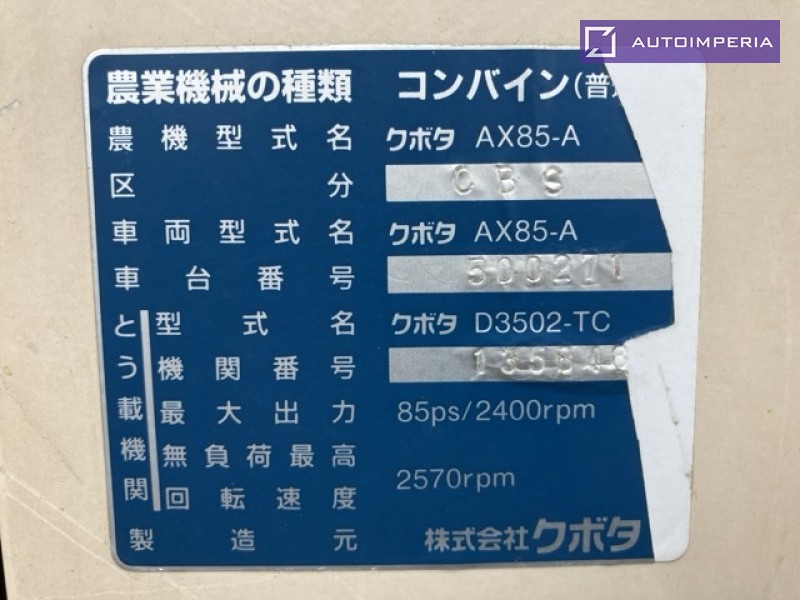 AUTOIMPERIA
農業機械の種類 コンバイン(普
農機型式名 クボタ AX85-A
区分 CBS
車両型式名 クボタ AX85-A
車台番号 500271
とう載機関 型式名 クボタ D3502-TC
機関番号
最大出力 85ps/2400rpm
無負荷最高
回転速度 2570rpm
製造元 株式会社クボタ